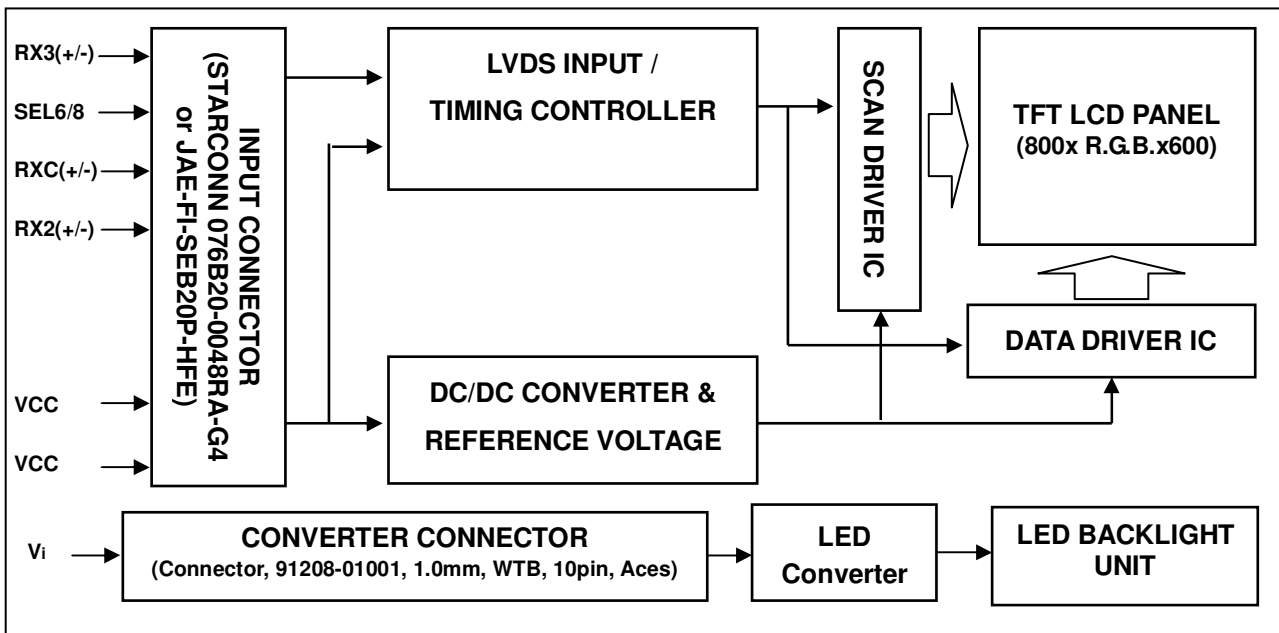 RX3(+/-)
SEL6/8
RXC(+/-)
RX2(+/-)
VCC
VCC
INPUT CONNECTOR
(STARCONN 076B20-0048RA-G4
or JAE-FI-SEB20P-HFE)
LVDS INPUT /
TIMING CONTROLLER
SCAN DRIVER IC
TFT LCD PANEL
(800x R.G.B.x600)
DATA DRIVER IC
DC/DC CONVERTER &
REFERENCE VOLTAGE
Vi
CONVERTER CONNECTOR
(Connector, 91208-01001, 1.0mm, WTB, 10pin, Aces)
LED
Converter
LED BACKLIGHT
UNIT